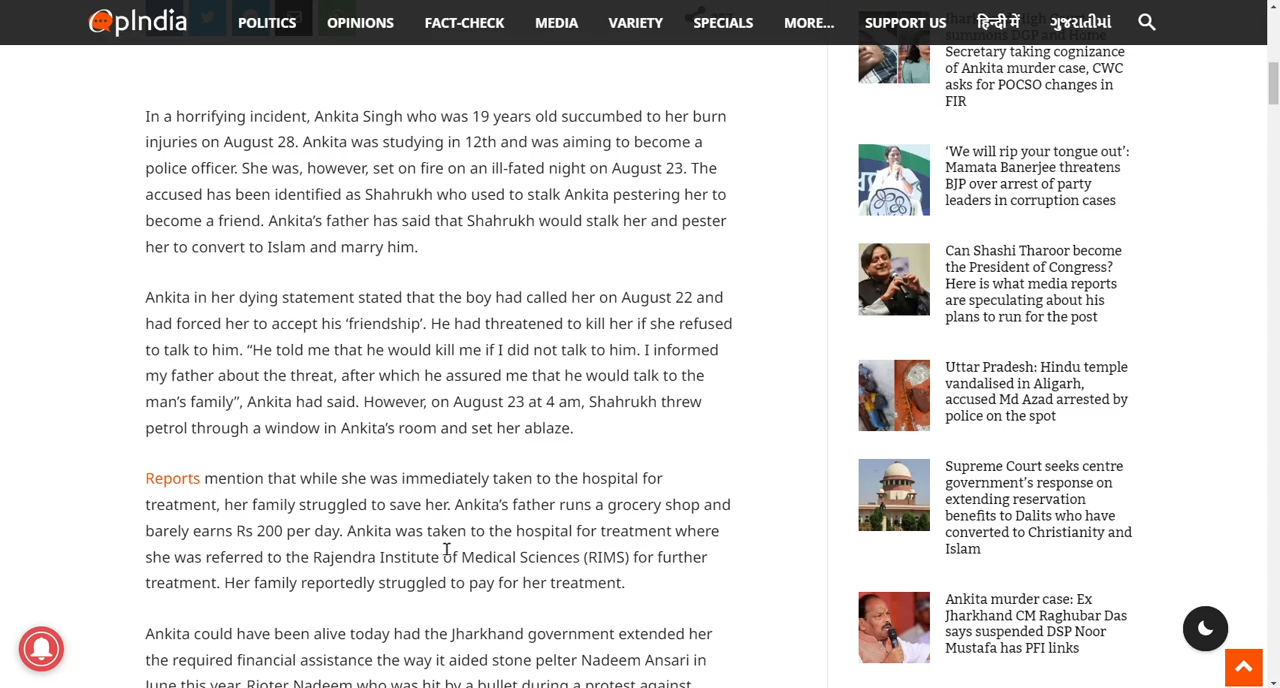 OpIndia
POLITICS OPINIONS FACT-CHECK MEDIA VARIETY SPECIALS MORE... SUPPORT US हिन्दी में ગુજરાતીમાં
In a horrifying incident, Ankita Singh who was 19 years old succumbed to her burn
injuries on August 28. Ankita was studying in 12th and was aiming to become a
police officer. She was, however, set on fire on an ill-fated night on August 23. The
accused has been identified as Shahrukh who used to stalk Ankita pestering her to
become a friend. Ankita’s father has said that Shahrukh would stalk her and pester
her to convert to Islam and marry him.
Ankita in her dying statement stated that the boy had called her on August 22 and
had forced her to accept his ‘friendship’. He had threatened to kill her if she refused
to talk to him. “He told me that he would kill me if I did not talk to him. I informed
my father about the threat, after which he assured me that he would talk to the
man’s family”, Ankita had said. However, on August 23 at 4 am, Shahrukh threw
petrol through a window in Ankita’s room and set her ablaze.
Reports mention that while she was immediately taken to the hospital for
treatment, her family struggled to save her. Ankita’s father runs a grocery shop and
barely earns Rs 200 per day. Ankita was taken to the hospital for treatment where
she was referred to the Rajendra Institute of Medical Sciences (RIMS) for further
treatment. Her family reportedly struggled to pay for her treatment.
Ankita could have been alive today had the Jharkhand government extended her
the required financial assistance the way it aided stone pelter Nadeem Ansari in
June this year. Rioter Nadeem who was hit by a bullet during a protest against
summons DGP and Home
Secretary taking cognizance
of Ankita murder case, CWC
asks for POCSO changes in
FIR
‘We will rip your tongue out’:
Mamata Banerjee threatens
BJP over arrest of party
leaders in corruption cases
Can Shashi Tharoor become
the President of Congress?
Here is what media reports
are speculating about his
plans to run for the post
Uttar Pradesh: Hindu temple
vandalised in Aligarh,
accused Md Azad arrested by
police on the spot
Supreme Court seeks centre
government’s response on
extending reservation
benefits to Dalits who have
converted to Christianity and
Islam
Ankita murder case: Ex
Jharkhand CM Raghubar Das
says suspended DSP Noor
Mustafa has PFI links